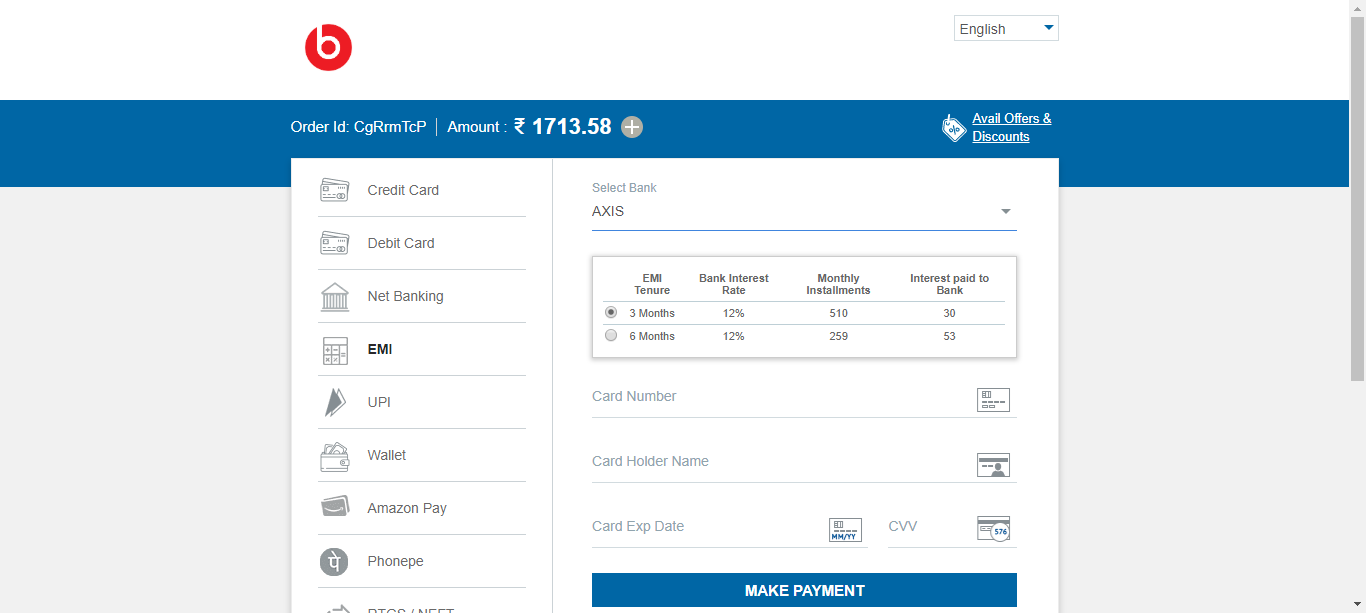 b
English
Order Id: CgRrmTcP | Amount : ₹ 1713.58
Avail Offers &
Discounts
Credit Card
Debit Card
Net Banking
EMI
UPI
Wallet
Amazon Pay
Phonepe
RTGS / NEFT
Select Bank
AXIS
EMI Bank Interest Monthly Interest paid to
Tenure Rate Installments Bank
3 Months 12% 510 30
6 Months 12% 259 53
Card Number
Card Holder Name
Card Exp Date MM/YY CVV 576
MAKE PAYMENT